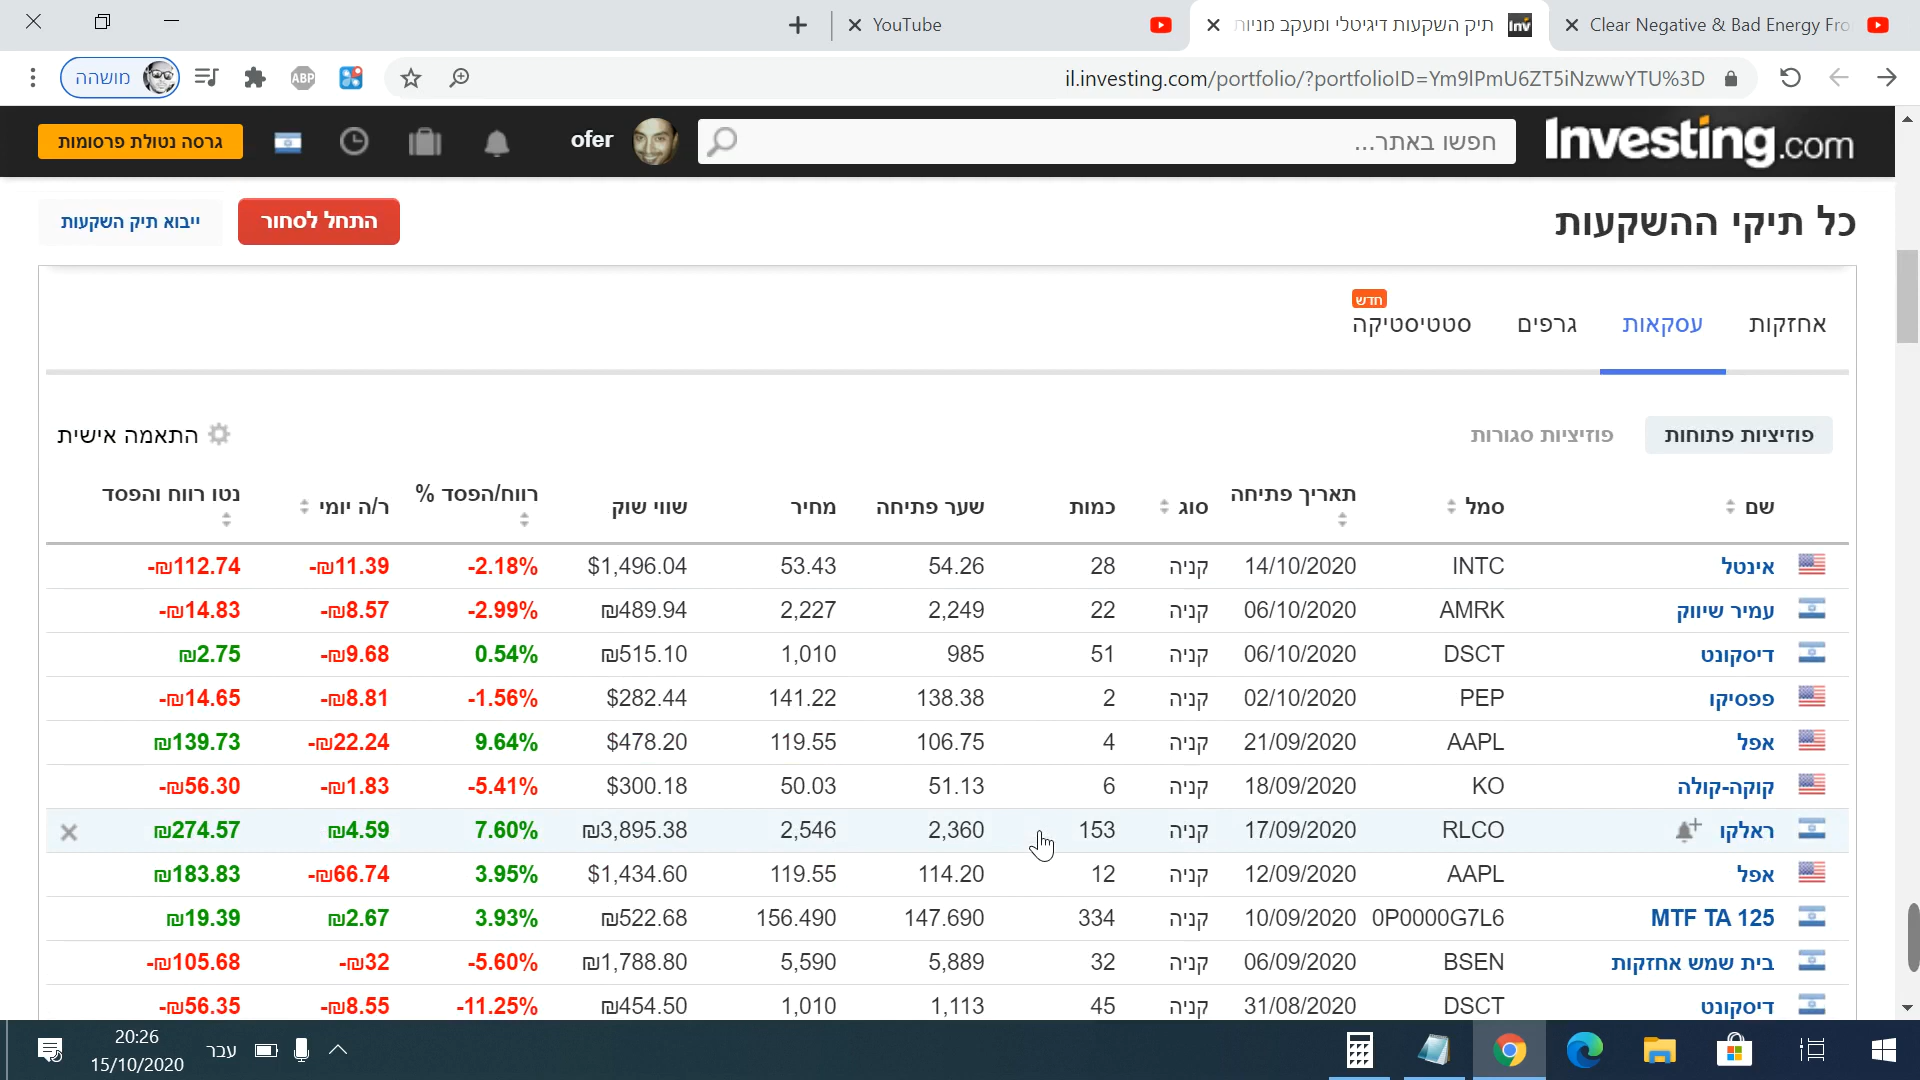 YouTube
תיק השקעות דיגיטלי ומעקב מניות
Inv
Clear Negative & Bad Energy Fro
מושהה
ABP
il.investing.com/portfolio/?portfolioID=Ym9lPmU6ZT5iNzwwYTU%3D
Investing.com
חפשו באתר...
ofer
גרסה נטולת פרסומות
כל תיקי ההשקעות
התחל לסחור
ייבוא תיק השקעות
חדש
אחזקות עסקאות גרפים סטטיסטיקה
פוזיציות פתוחות פוזיציות סגורות
התאמה אישית
שם סמל תאריך פתיחה סוג כמות שער פתיחה מחיר שווי שוק רווח/הפסד % ר/ה יומי נטו רווח והפסד
אינטל INTC 14/10/2020 קניה 28 54.26 53.43 $1,496.04 -2.18% -₪11.39 -₪112.74
עמיר שיווק AMRK 06/10/2020 קניה 22 2,249 2,227 ₪489.94 -2.99% -₪8.57 -₪14.83
דיסקונט DSCT 06/10/2020 קניה 51 985 1,010 ₪515.10 0.54% -₪9.68 ₪2.75
פפסיקו PEP 02/10/2020 קניה 2 138.38 141.22 $282.44 -1.56% -₪8.81 -₪14.65
אפל AAPL 21/09/2020 קניה 4 106.75 119.55 $478.20 9.64% -₪22.24 ₪139.73
קוקה-קולה KO 18/09/2020 קניה 6 51.13 50.03 $300.18 -5.41% -₪1.83 -₪56.30
ראלקו RLCO 17/09/2020 קניה 153 2,360 2,546 ₪3,895.38 7.60% ₪4.59 ₪274.57
אפל AAPL 12/09/2020 קניה 12 114.20 119.55 $1,434.60 3.95% -₪66.74 ₪183.83
MTF TA 125 0P0000G7L6 10/09/2020 קניה 334 147.690 156.490 ₪522.68 3.93% ₪2.67 ₪19.39
בית שמש אחזקות BSEN 06/09/2020 קניה 32 5,889 5,590 ₪1,788.80 -5.60% -₪32 -₪105.68
דיסקונט DSCT 31/08/2020 קניה 45 1,113 1,010 ₪454.50 -11.25% -₪8.55 -₪56.35
עבר
20:26
15/10/2020